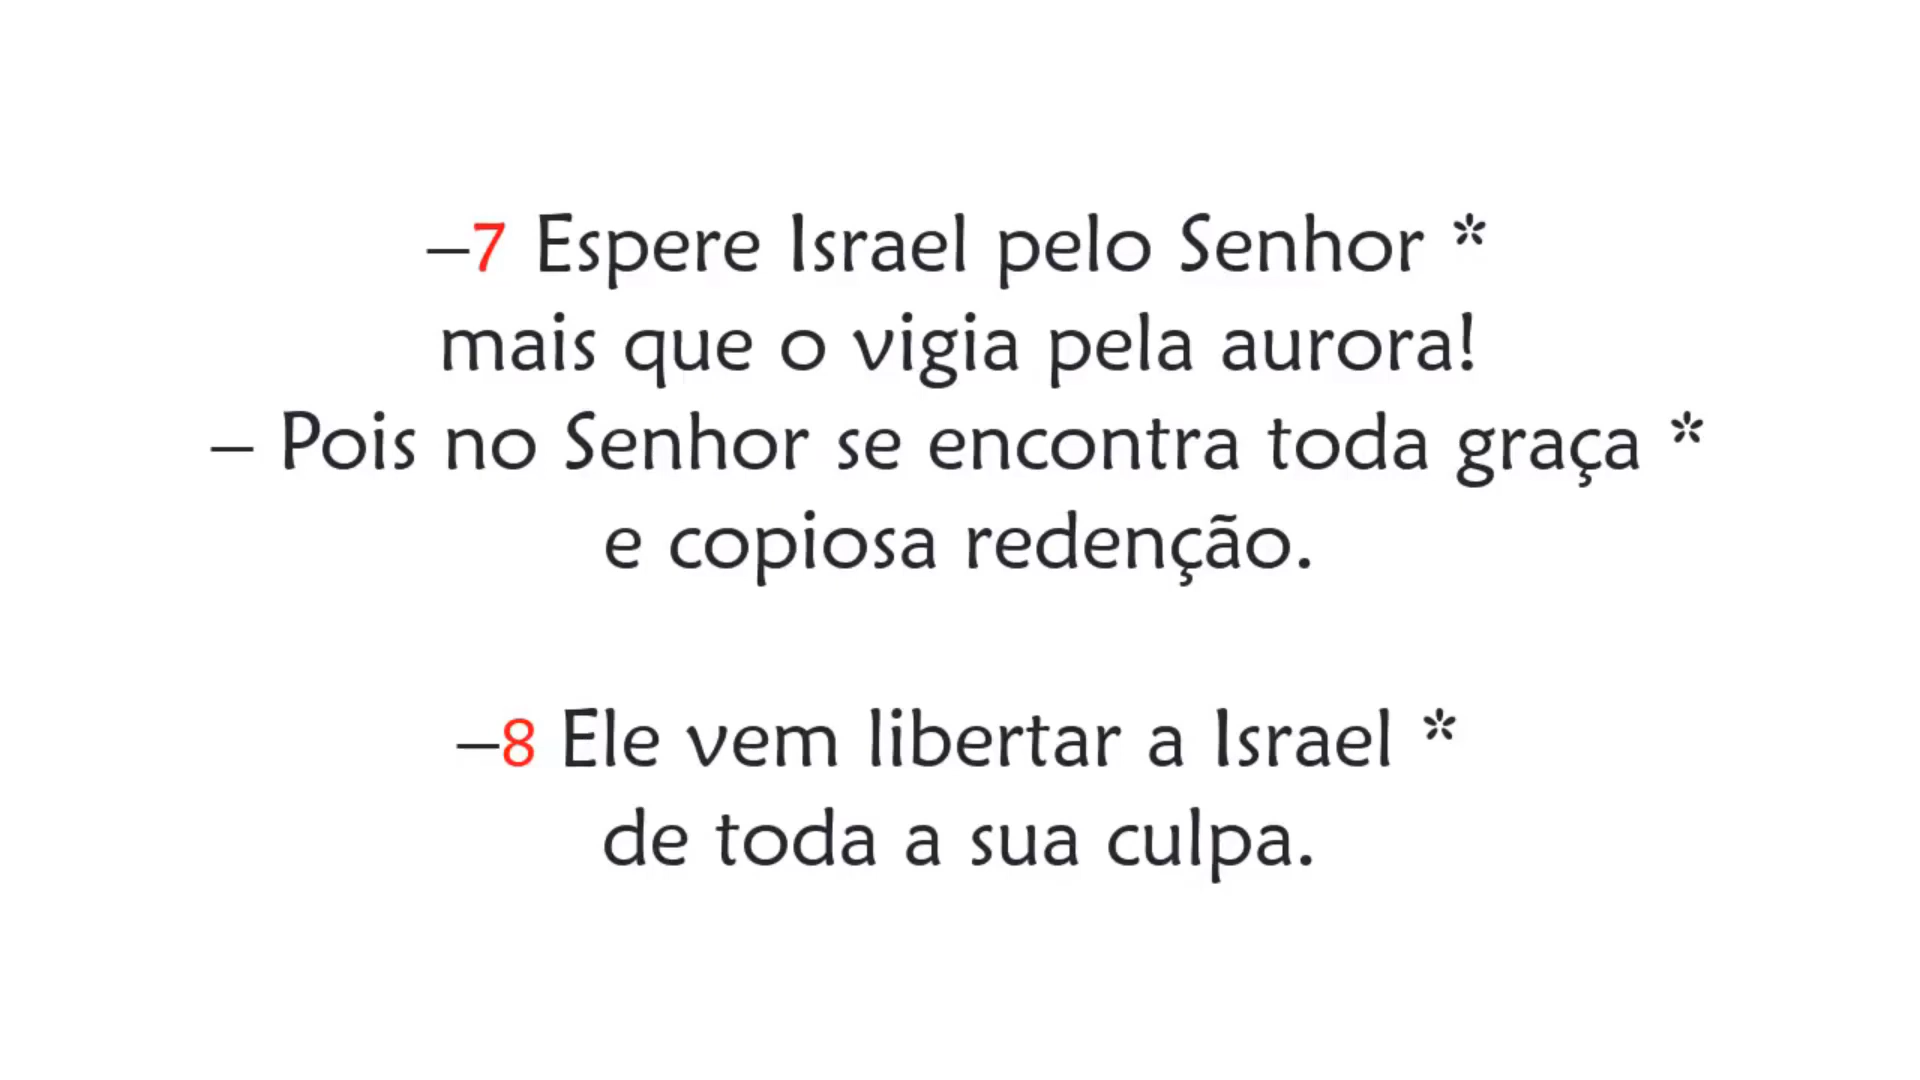 –7 Espere Israel pelo Senhor *
mais que o vigia pela aurora!
– Pois no Senhor se encontra toda graça *
e copiosa redenção.
–8 Ele vem libertar a Israel *
de toda a sua culpa.